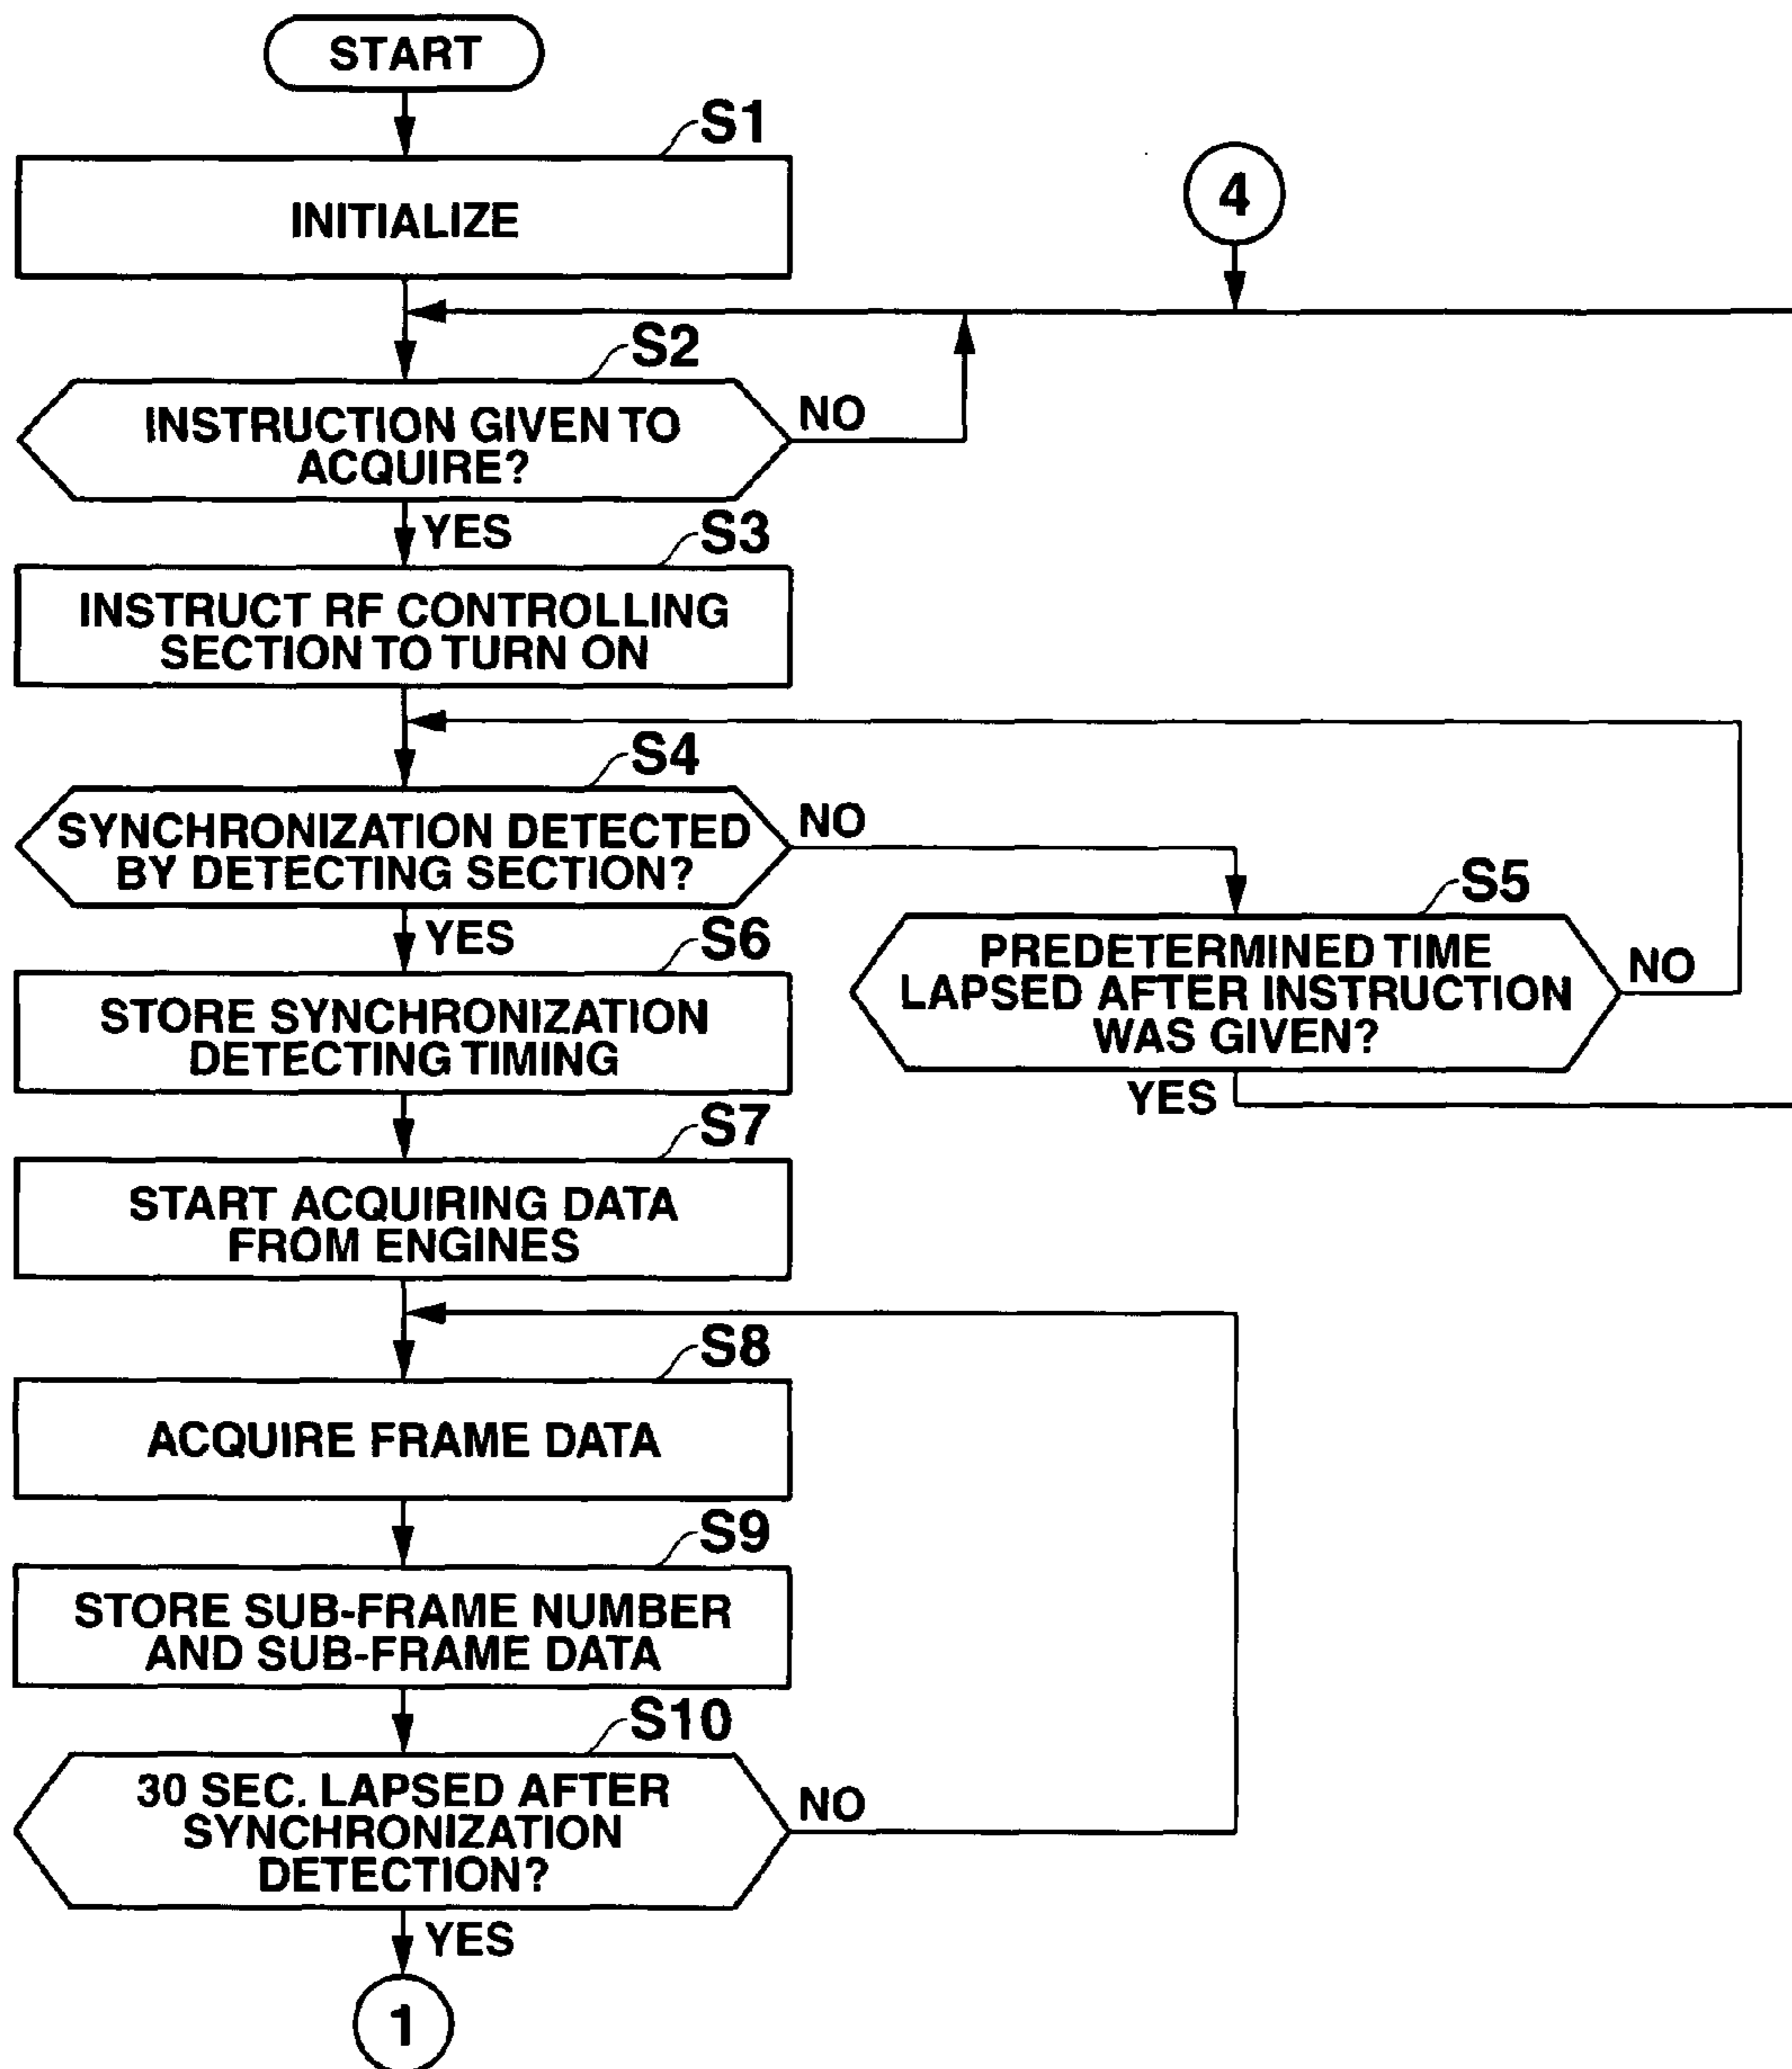 START
S1
INITIALIZE
4
S2
INSTRUCTION GIVEN TO
ACQUIRE?
NO
YES
S3
INSTRUCT RF CONTROLLING
SECTION TO TURN ON
S4
SYNCHRONIZATION DETECTED
BY DETECTING SECTION?
NO
S5
PREDETERMINED TIME
LAPSED AFTER INSTRUCTION
WAS GIVEN?
NO
YES
YES
S6
STORE SYNCHRONIZATION
DETECTING TIMING
S7
START ACQUIRING DATA
FROM ENGINES
S8
ACQUIRE FRAME DATA
S9
STORE SUB-FRAME NUMBER
AND SUB-FRAME DATA
S10
30 SEC. LAPSED AFTER
SYNCHRONIZATION
DETECTION?
NO
YES
1